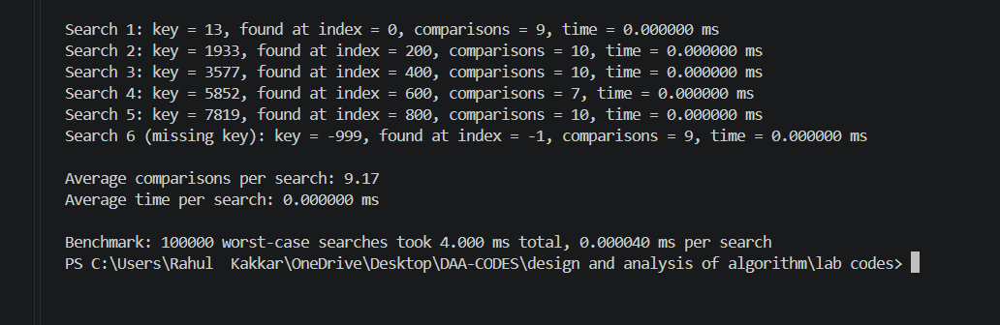 Search 1: key = 13, found at index = 0, comparisons = 9, time = 0.000000 ms
Search 2: key = 1933, found at index = 200, comparisons = 10, time = 0.000000 ms
Search 3: key = 3577, found at index = 400, comparisons = 10, time = 0.000000 ms
Search 4: key = 5852, found at index = 600, comparisons = 7, time = 0.000000 ms
Search 5: key = 7819, found at index = 800, comparisons = 10, time = 0.000000 ms
Search 6 (missing key): key = -999, found at index = -1, comparisons = 9, time = 0.000000 ms
Average comparisons per search: 9.17
Average time per search: 0.000000 ms
Benchmark: 100000 worst-case searches took 4.000 ms total, 0.000040 ms per search
PS C:\Users\Rahul  Kakkar\OneDrive\Desktop\DAA-CODES\design and analysis of algorithm\lab codes>